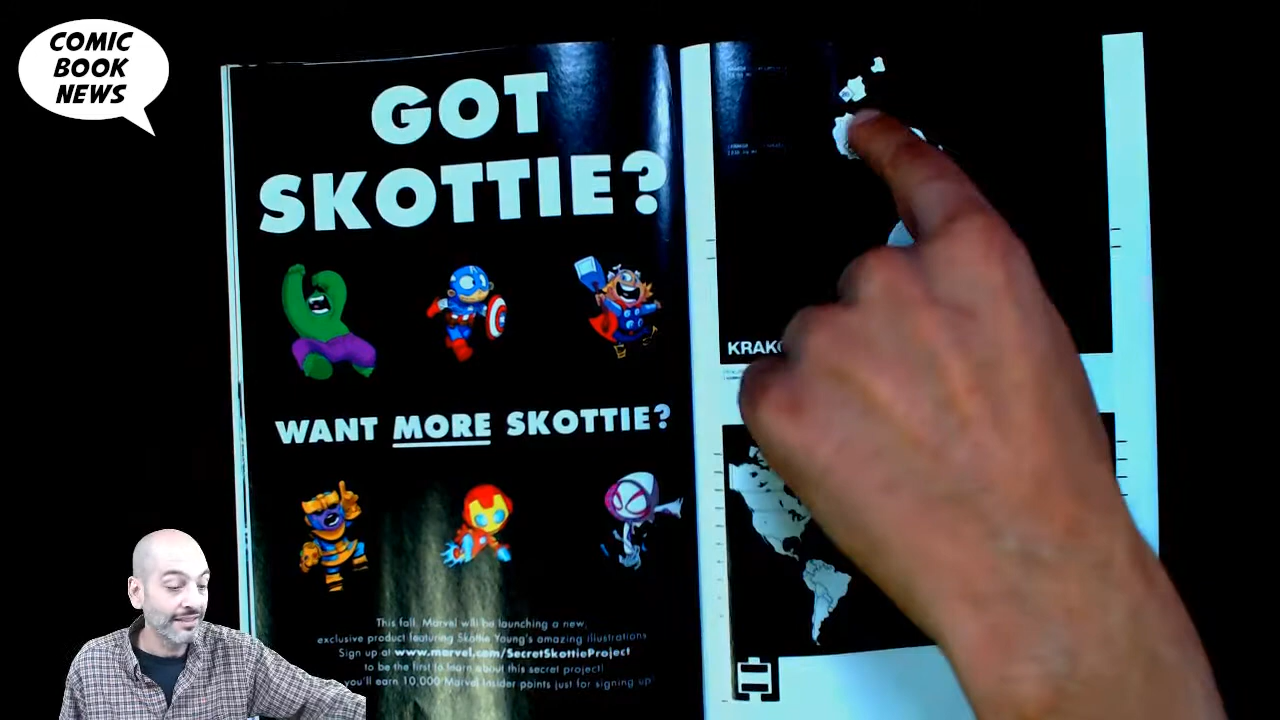 COMIC
BOOK
NEWS
GOT
SKOTTIE?
WANT MORE SKOTTIE?
This fall, Marvel will be launching a new,
exclusive product featuring Skottie Young's amazing illustrations
Sign up at www.marvel.com/SecretSkottieProject
to be the first to learn about this secret project!
you'll earn 10,000 Marvel Insider points just for signing up!
KRAKO